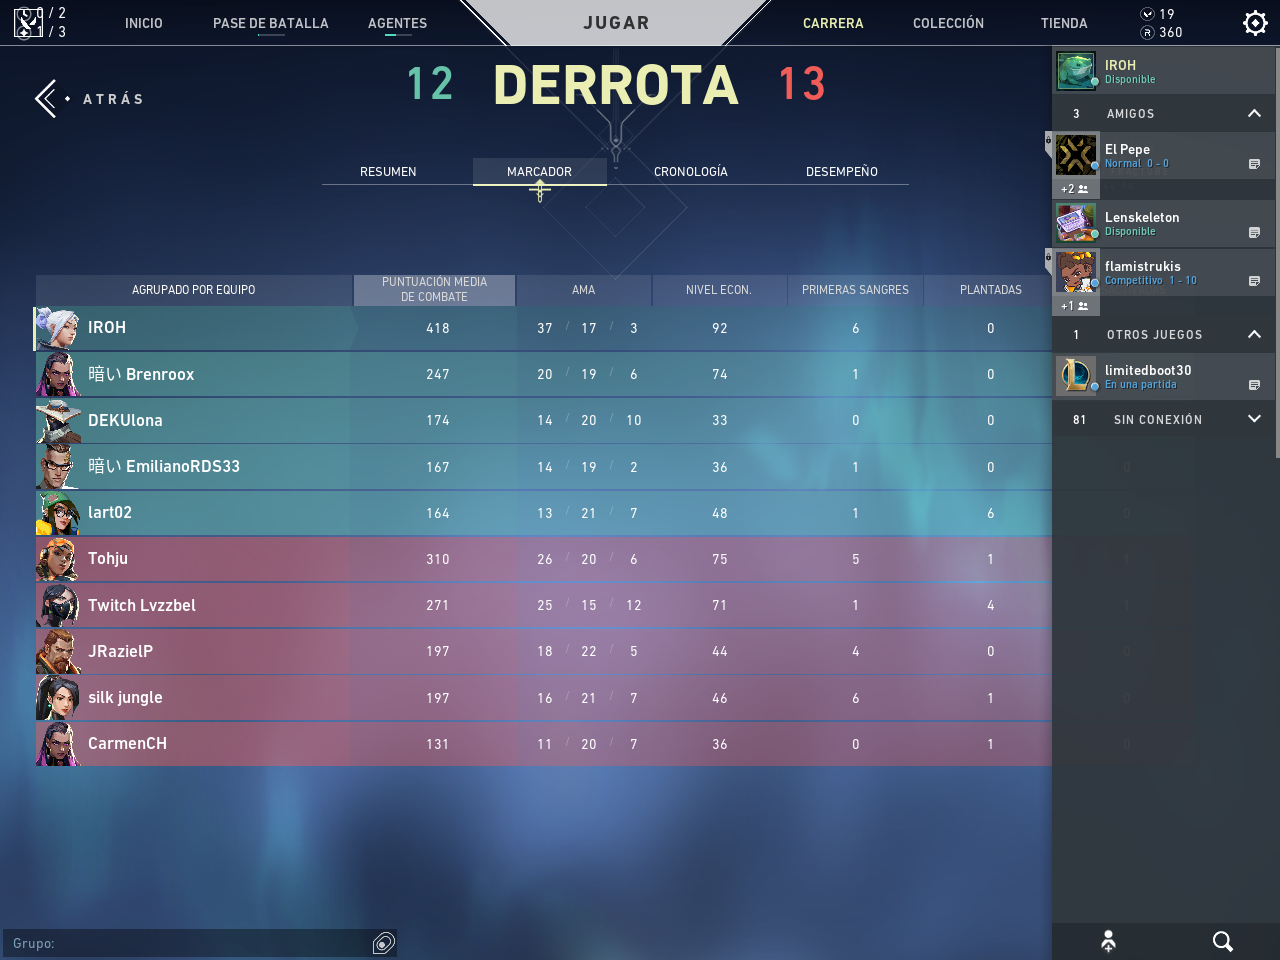 0 / 2
1 / 3
INICIO
PASE DE BATALLA
AGENTES
JUGAR
CARRERA
COLECCIÓN
TIENDA
19
360
ATRÁS
12
DERROTA
13
RESUMEN
MARCADOR
CRONOLOGÍA
DESEMPEÑO
AGRUPADO POR EQUIPO
PUNTUACIÓN MEDIA
DE COMBATE
AMA
NIVEL ECON.
PRIMERAS SANGRES
PLANTADAS
IROH 418 37 / 17 / 3 92 6 0
暗い Brenroox 247 20 / 19 / 6 74 1 0
DEKUlona 174 14 / 20 / 10 33 0 0
暗い EmilianoRDS33 167 14 / 19 / 2 36 1 0 0
lart02 164 13 / 21 / 7 48 1 6 0
Tohju 310 26 / 20 / 6 75 5 1 1
Twitch Lvzzbel 271 25 / 15 / 12 71 1 4 1
JRazielP 197 18 / 22 / 5 44 4 0 0
silk jungle 197 16 / 21 / 7 46 6 1 0
CarmenCH 131 11 / 20 / 7 36 0 1 0
IROH
Disponible
3 AMIGOS
El Pepe
Normal 0 - 0
+2
Lenskeleton
Disponible
flamistrukis
Competitivo 1 - 10
+1
1 OTROS JUEGOS
limitedboot30
En una partida
81 SIN CONEXIÓN
Grupo: